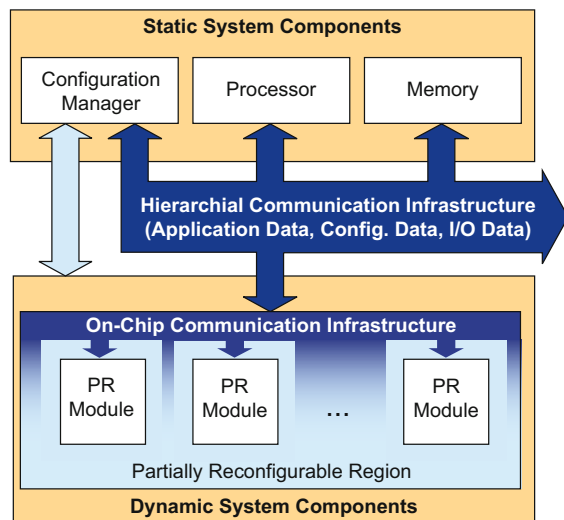 Static System Components
Configuration
Manager
Processor
Memory
Hierarchial Communication Infrastructure
(Application Data, Config. Data, I/O Data)
On-Chip Communication Infrastructure
PR
Module
PR
Module
...
PR
Module
Partially Reconfigurable Region
Dynamic System Components